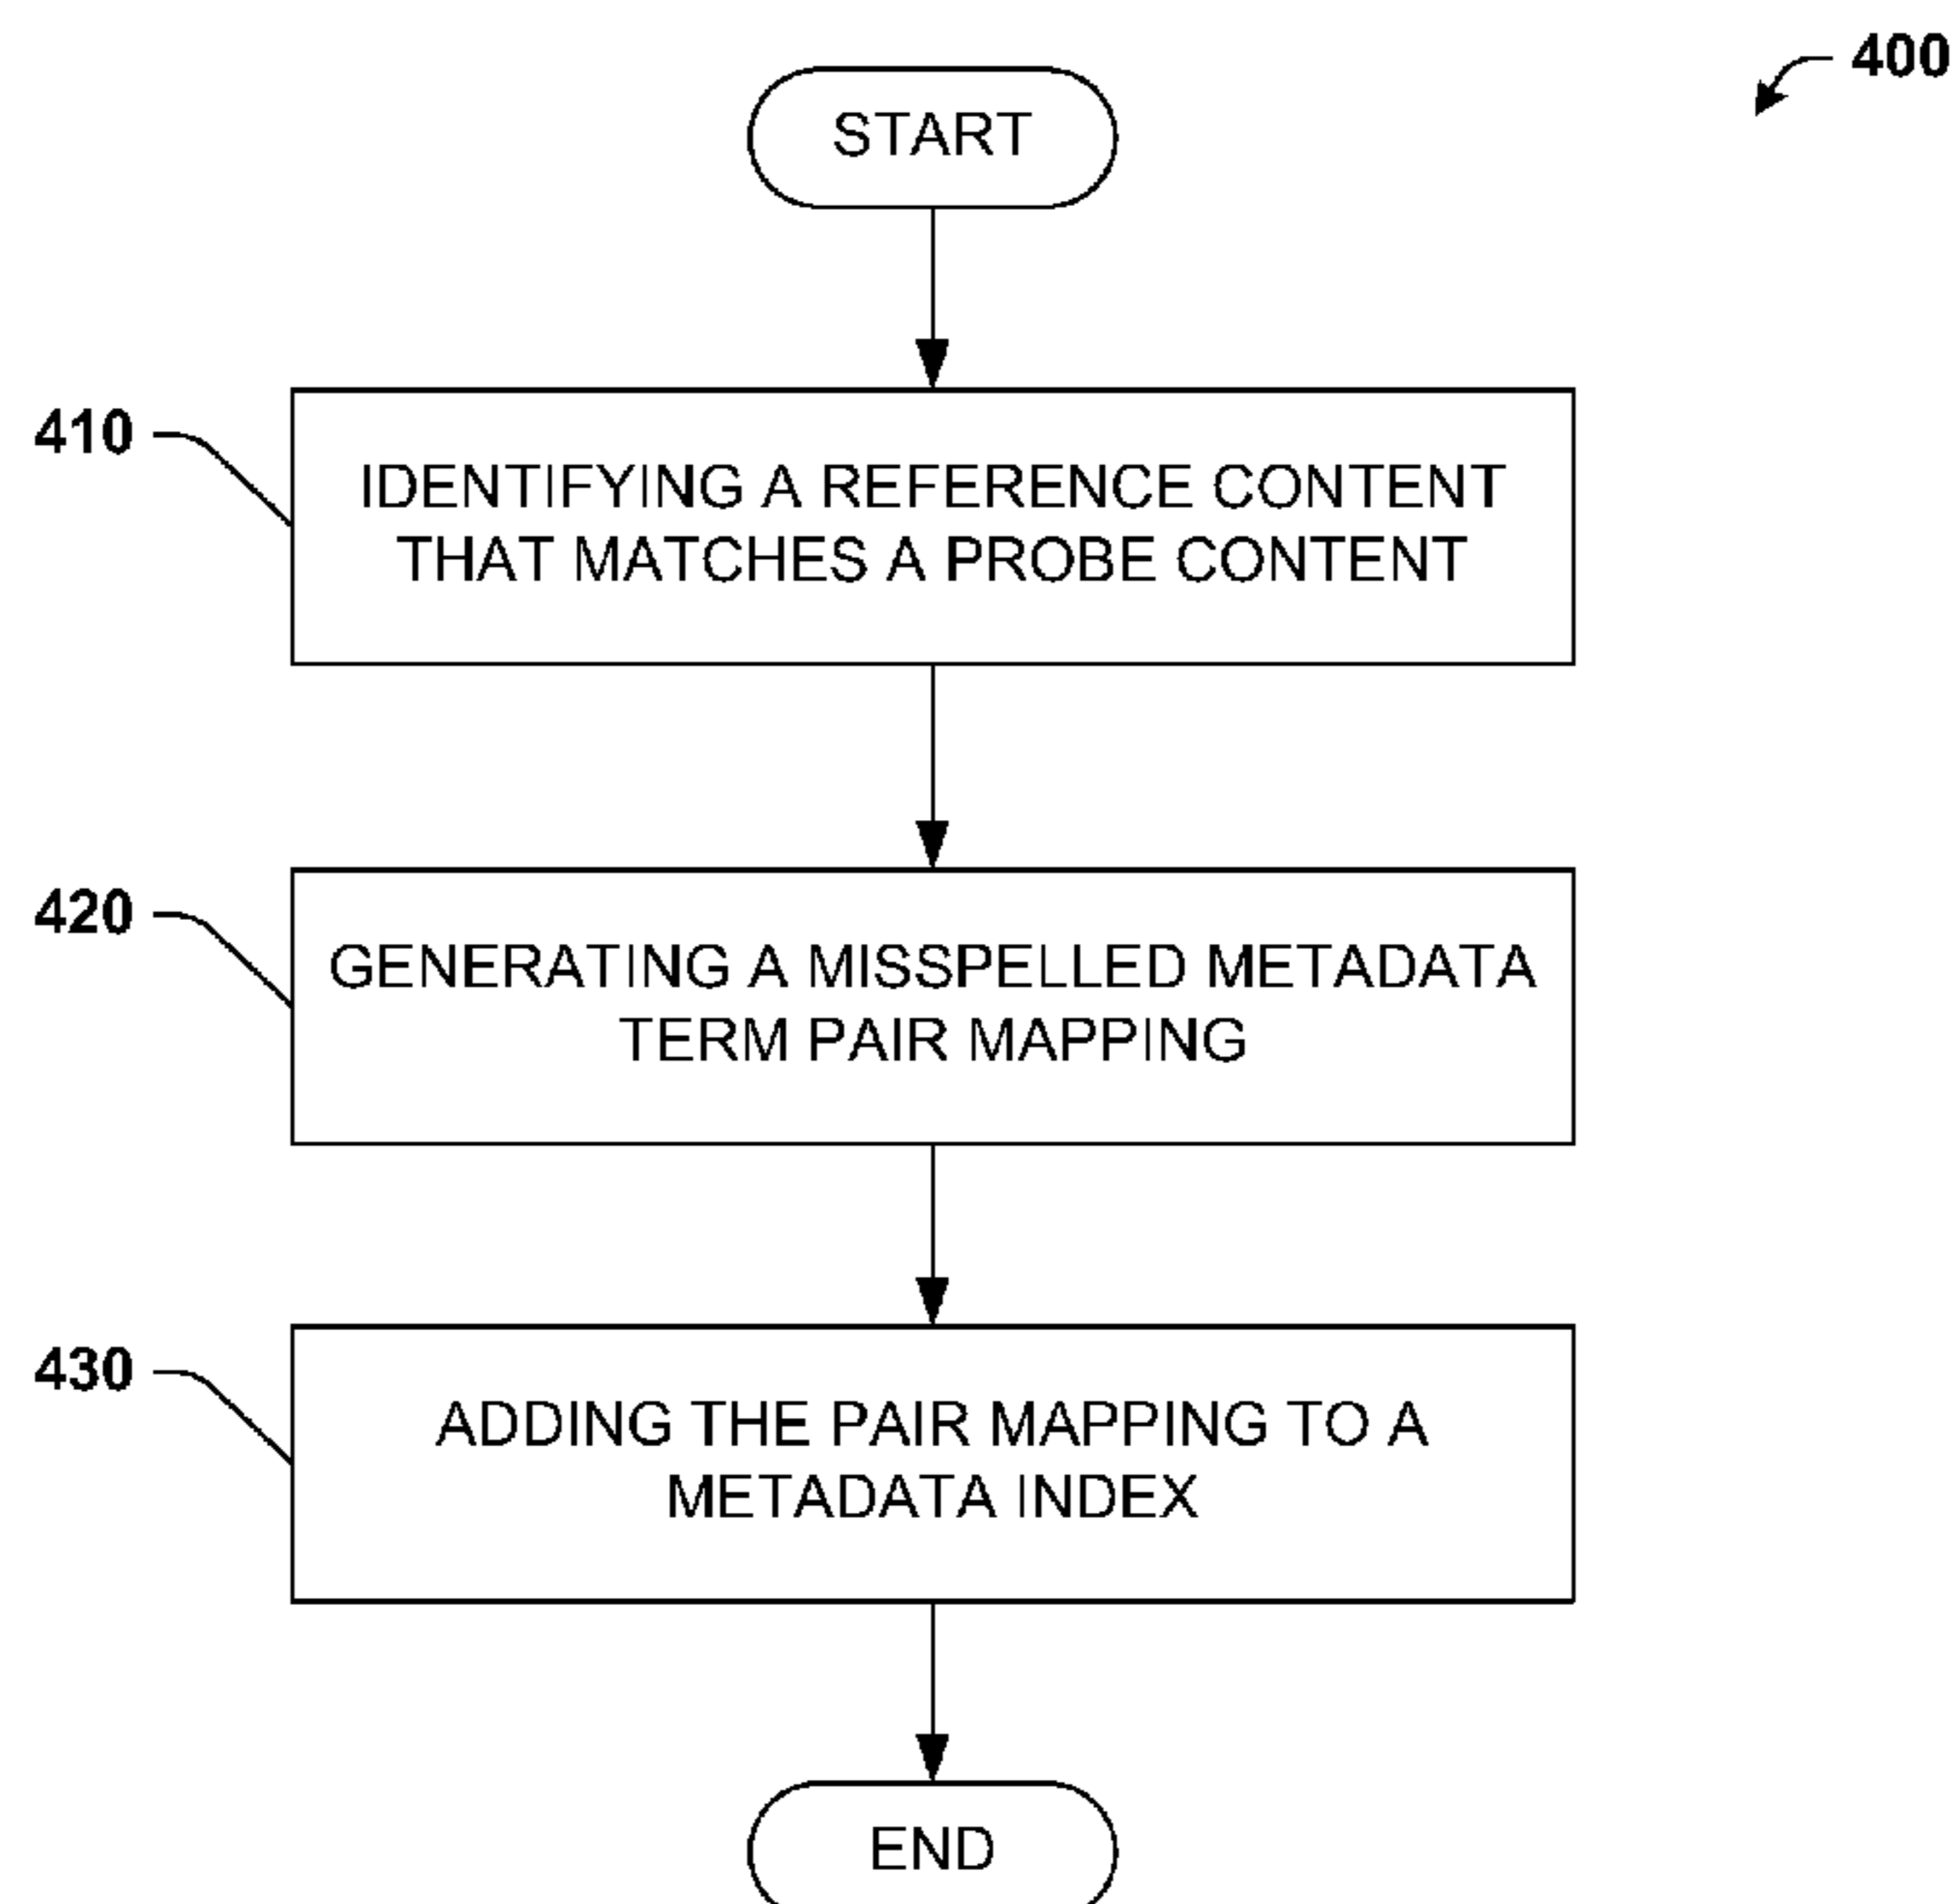 400
START
410
IDENTIFYING A REFERENCE CONTENT
THAT MATCHES A PROBE CONTENT
420
GENERATING A MISSPELLED METADATA
TERM PAIR MAPPING
430
ADDING THE PAIR MAPPING TO A
METADATA INDEX
END